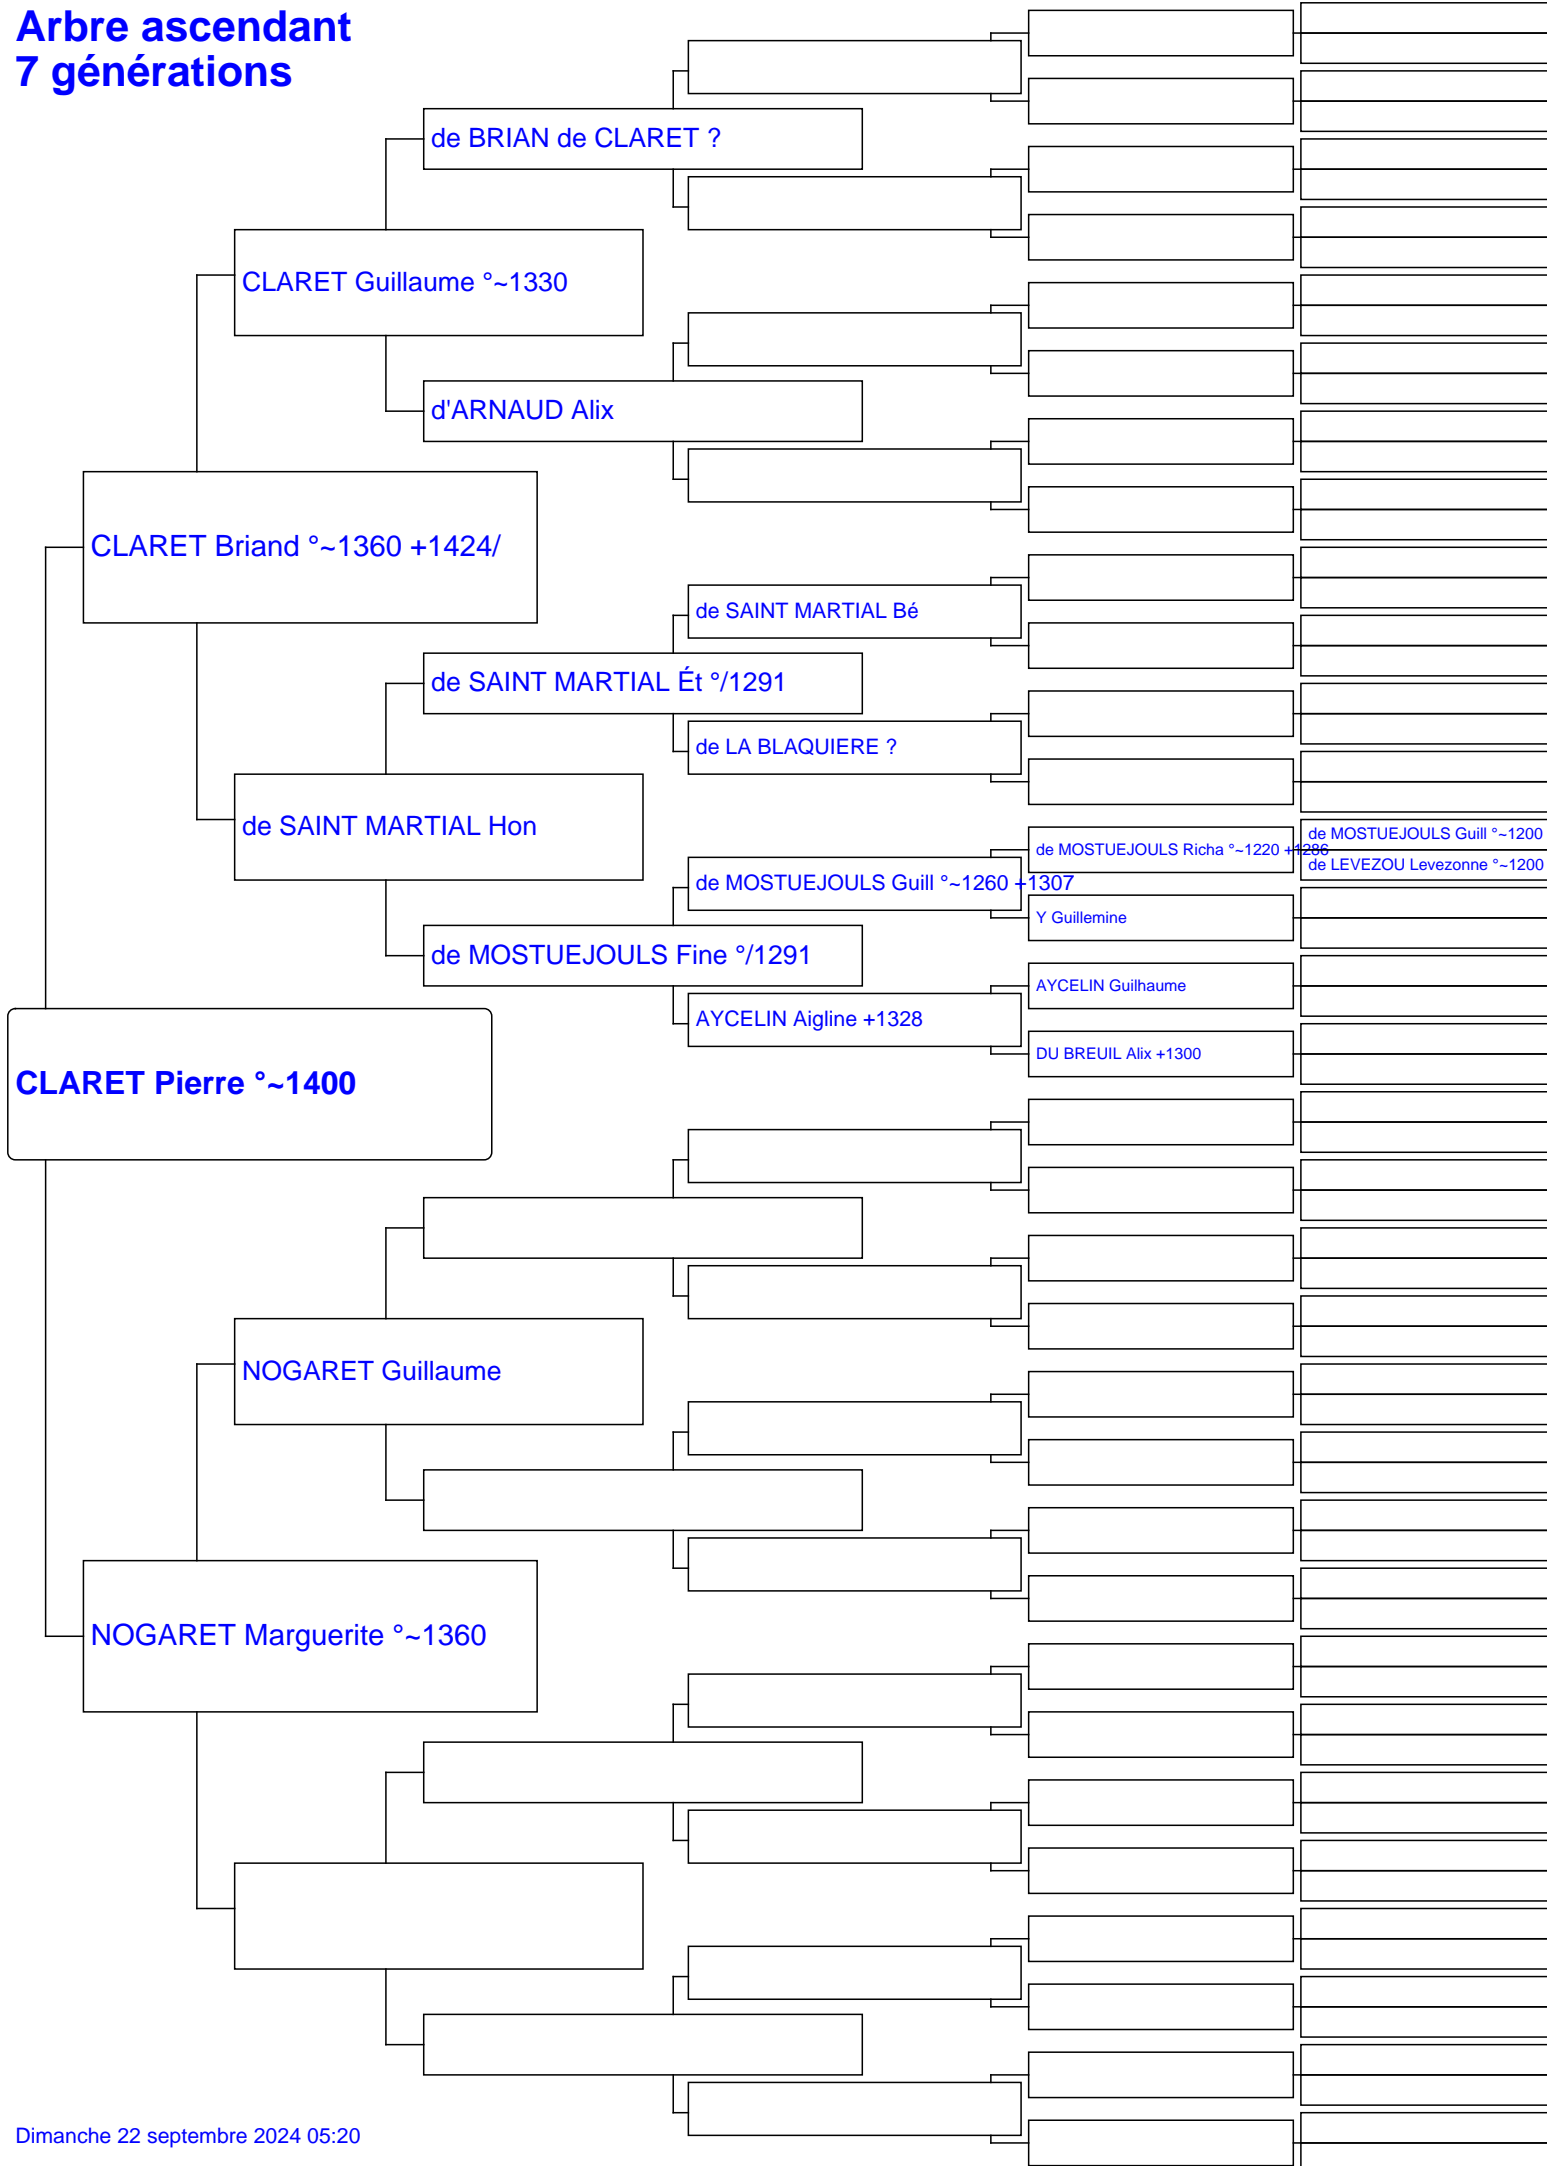 Arbre ascendant
7 générations
de BRIAN de CLARET ?
CLARET Guillaume °~1330
d'ARNAUD Alix
CLARET Briand °~1360 +1424/
de SAINT MARTIAL Bé
de SAINT MARTIAL Ét °/1291
de LA BLAQUIERE ?
de SAINT MARTIAL Hon
de MOSTUEJOULS Guill °~1200
de MOSTUEJOULS Richa °~1220 +1286
de LEVEZOU Levezonne °~1200
de MOSTUEJOULS Guill °~1260 +1307
Y Guillemine
de MOSTUEJOULS Fine °/1291
AYCELIN Guilhaume
AYCELIN Aigline +1328
DU BREUIL Alix +1300
CLARET Pierre °~1400
NOGARET Guillaume
NOGARET Marguerite °~1360
Dimanche 22 septembre 2024 05:20